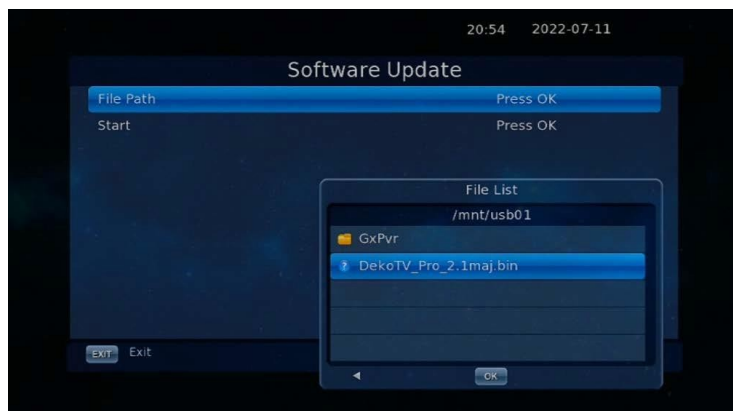 20:54 2022-07-11
Software Update
File Path Press OK
Start Press OK
File List
/mnt/usb01
GxPvr
DekoTV_Pro_2.1maj.bin
EXIT Exit
OK